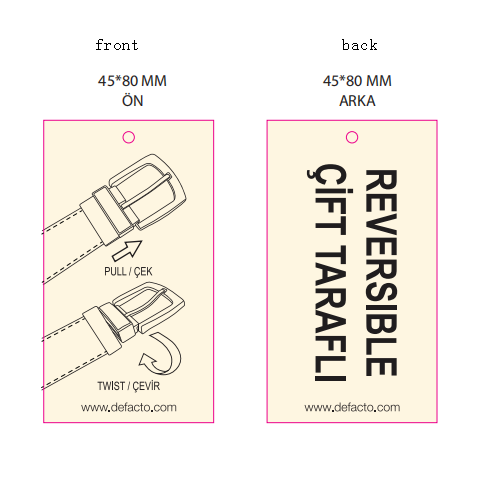 front
45*80 MM
ÖN
PULL / ÇEK
TWIST / ÇEVİR
www.defacto.com
back
45*80 MM
ARKA
REVERSIBLE
ÇİFT TARAFLI
www.defacto.com